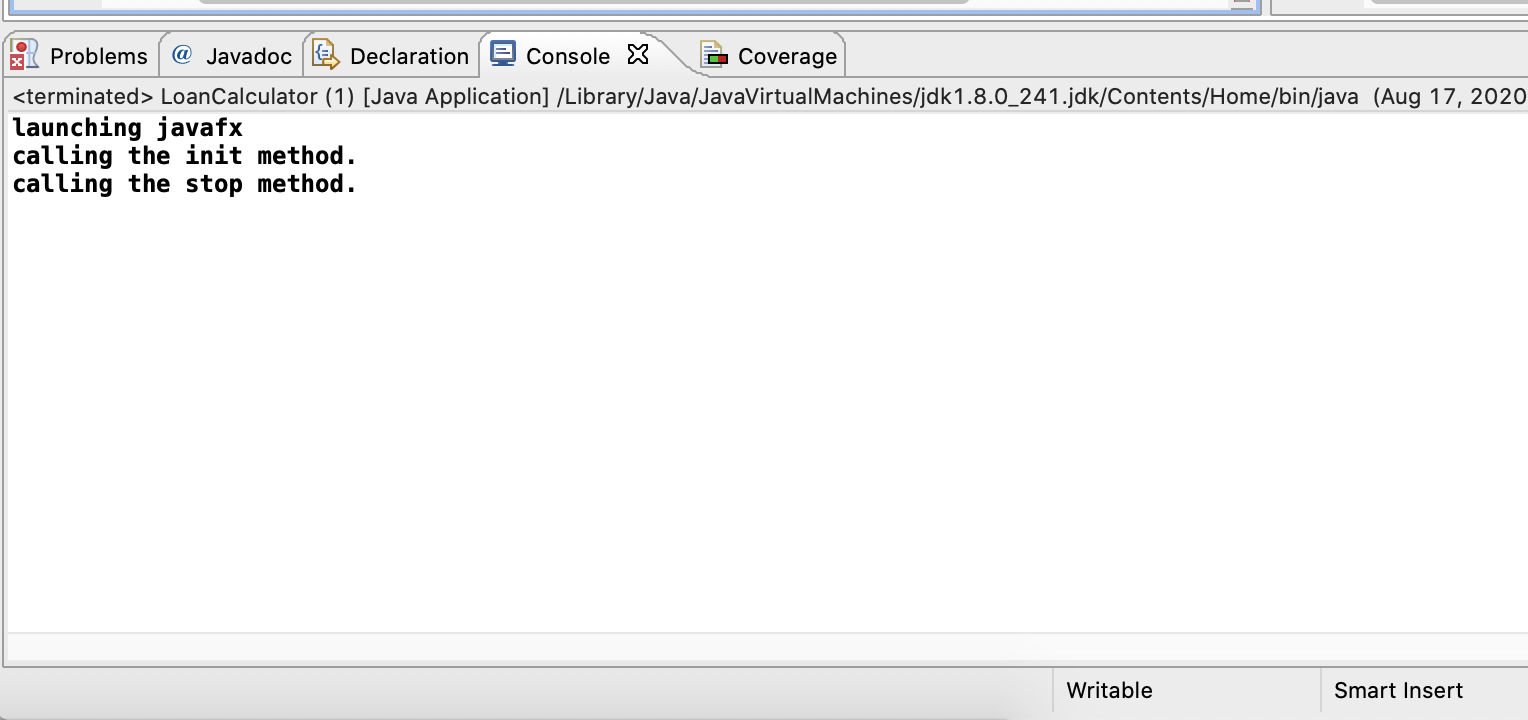 Problems @ Javadoc Declaration Console Coverage
<terminated> LoanCalculator (1) [Java Application] /Library/Java/JavaVirtualMachines/jdk1.8.0_241.jdk/Contents/Home/bin/java (Aug 17, 2020
launching javafx
calling the init method.
calling the stop method.
Writable Smart Insert